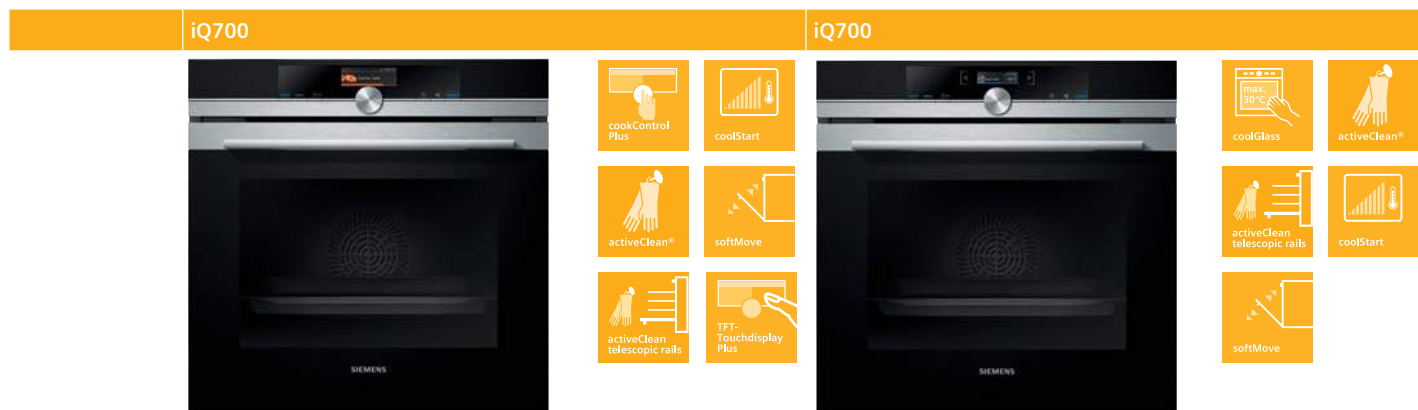 iQ700
iQ700
cookControl
Plus
coolStart
activeClean®
softMove
activeClean
telescopic rails
TFT-
Touchdisplay
Plus
SIEMENS
max.
30°C
coolGlass
activeClean®
activeClean
telescopic rails
coolStart
softMove
SIEMENS